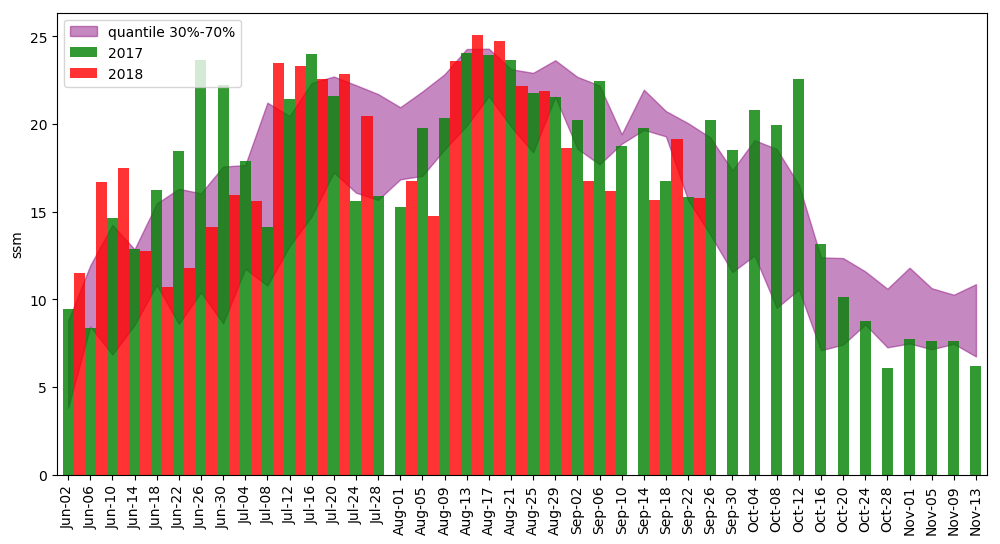 quantile 30%-70%
2017
2018
ssm
25
20
15
10
5
0
Jun-02
Jun-06
Jun-10
Jun-14
Jun-18
Jun-22
Jun-26
Jun-30
Jul-04
Jul-08
Jul-12
Jul-16
Jul-20
Jul-24
Jul-28
Aug-01
Aug-05
Aug-09
Aug-13
Aug-17
Aug-21
Aug-25
Aug-29
Sep-02
Sep-06
Sep-10
Sep-14
Sep-18
Sep-22
Sep-26
Sep-30
Oct-04
Oct-08
Oct-12
Oct-16
Oct-20
Oct-24
Oct-28
Nov-01
Nov-05
Nov-09
Nov-13